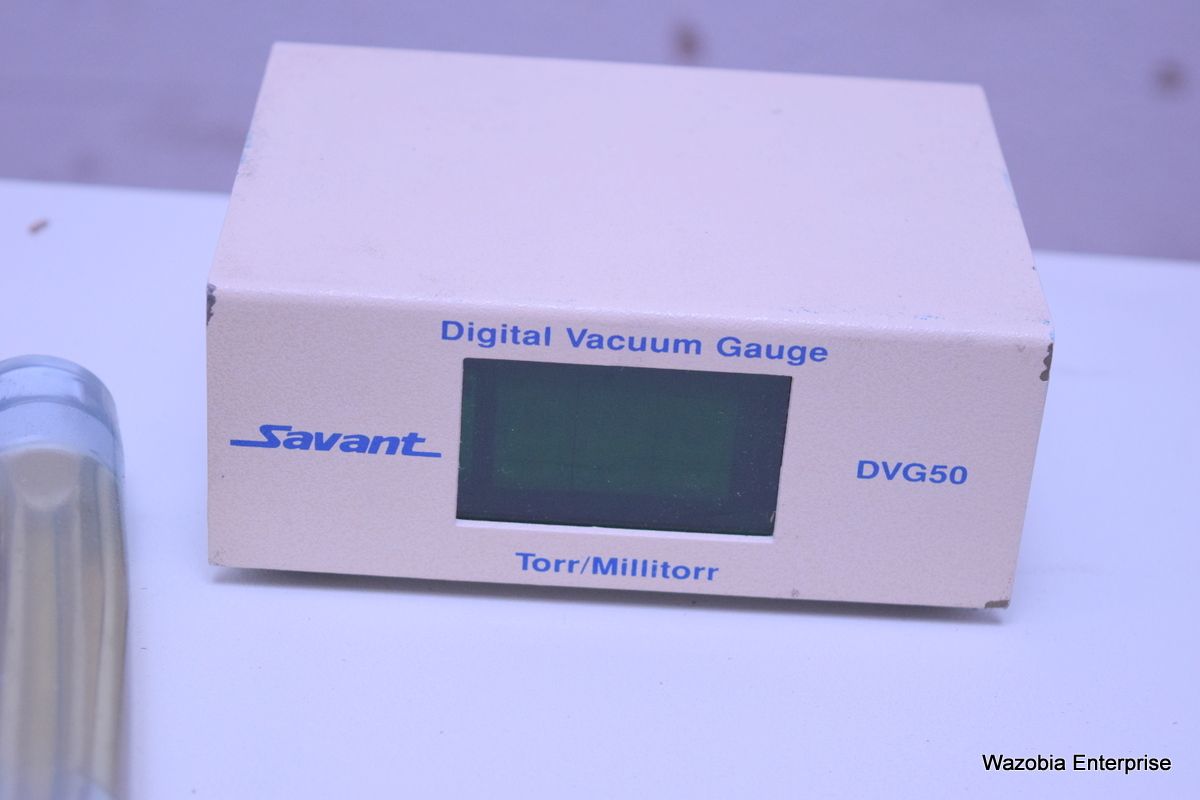 Digital Vacuum Gauge
Savant
DVG50
Torr/Millitorr
Wazobia Enterprise